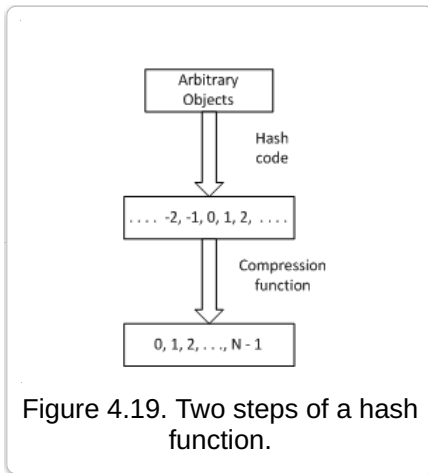 Arbitrary
Objects
Hash
code
. . . . -2, -1, 0, 1, 2, . . . .
Compression
function
0, 1, 2, . . ., N - 1
Figure 4.19. Two steps of a hash
function.